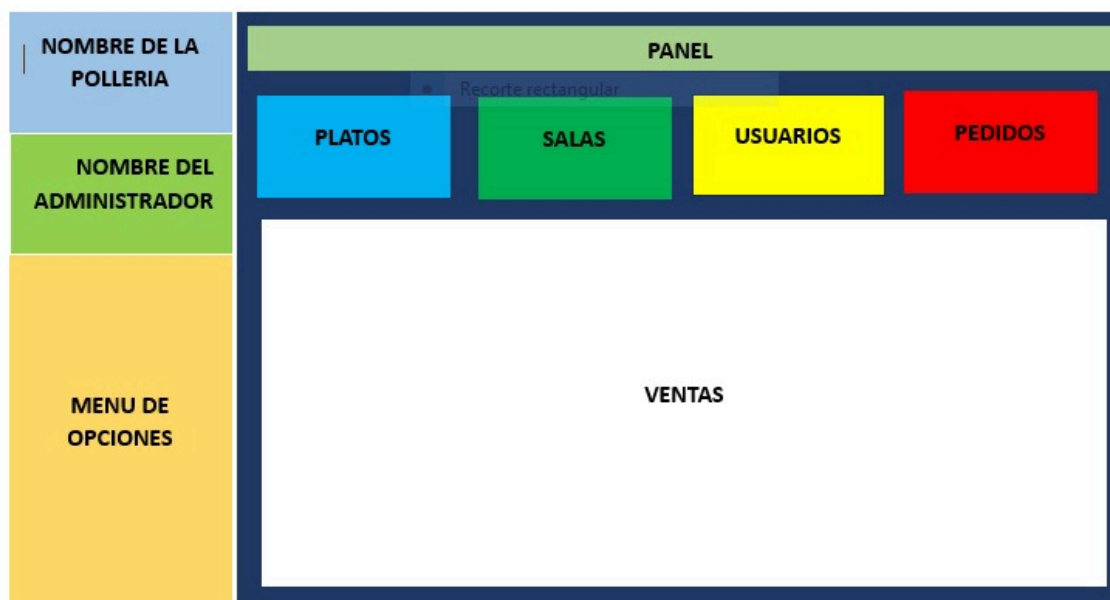 NOMBRE DE LA
POLLERIA
PANEL
Recorte rectangular
NOMBRE DEL
ADMINISTRADOR
PLATOS
SALAS
USUARIOS
PEDIDOS
MENU DE
OPCIONES
VENTAS